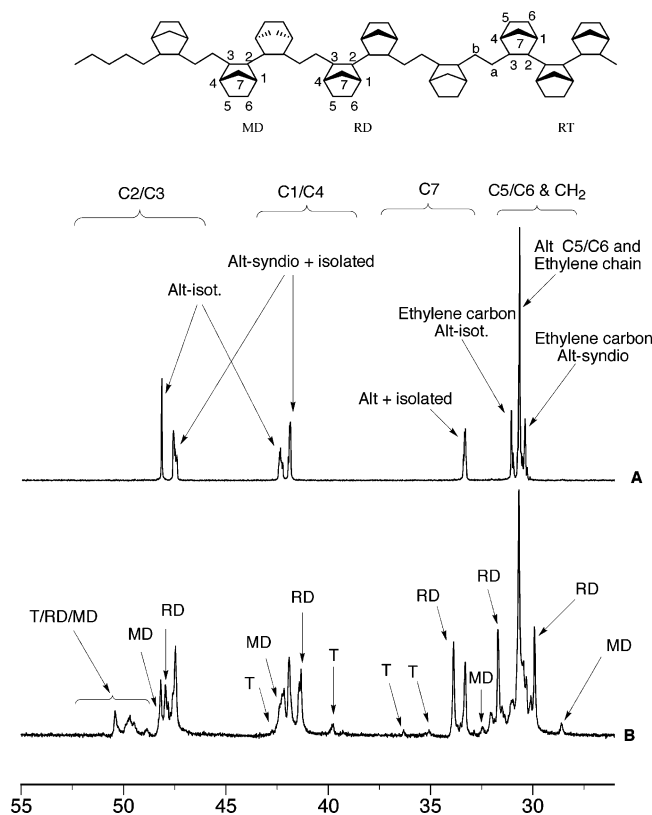 5 6
4 7 1
3 2
b
a
3 2
4 7 1
5 6
3 2
4 7 1
5 6
MD RD RT
C2/C3 C1/C4 C7 C5/C6 & CH2
Alt C5/C6 and
Ethylene chain
Alt-syndio + isolated
Alt-isot.
Ethylene carbon
Alt-isot.
Ethylene carbon
Alt-syndio
Alt + isolated
A
T/RD/MD
MD
RD
T
MD
RD
T
T
T
RD
MD
RD
RD
MD
B
55 50 45 40 35 30